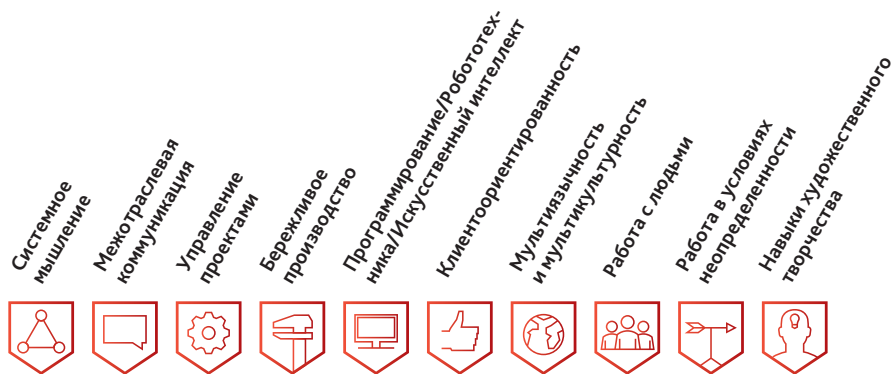 Системное
мышление
Межотраслевая
коммуникация
Управление
проектами
Бережливое
производство
Программирование/Робототех-
ника/Искусственный интеллект
Клиентоориентированность
Мультиязычность
и мультикультурность
Работа с людьми
Работа в условиях
неопределенности
Навыки художественного
творчества